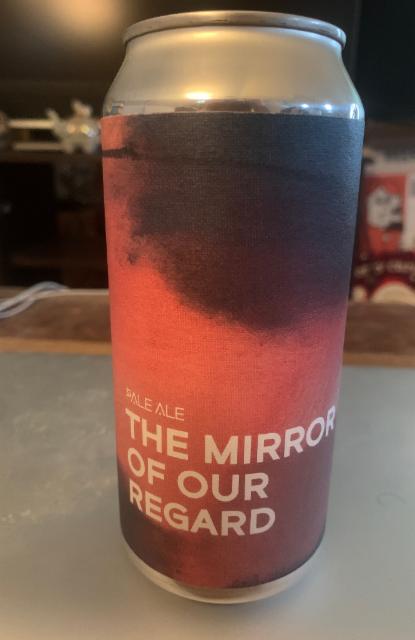 PALE ALE
THE MIRROR
OF OUR
REGARD